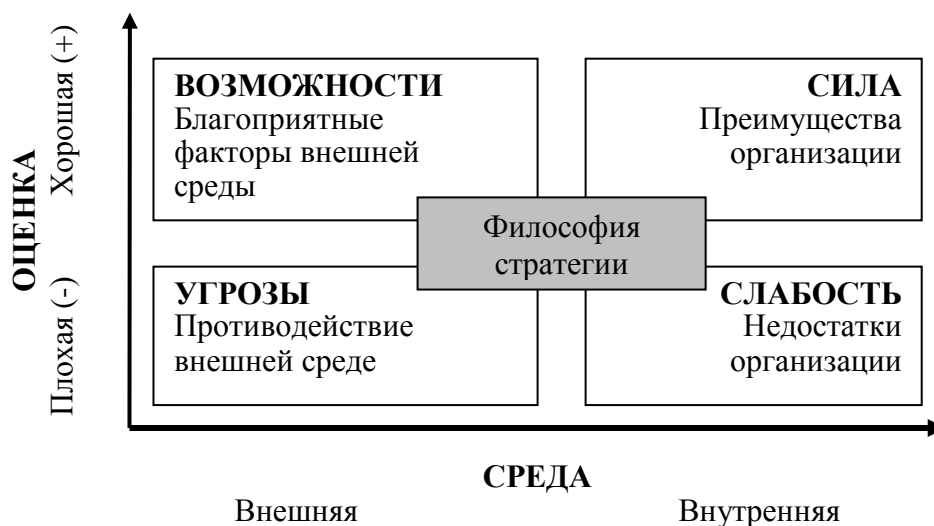 ОЦЕНКА
Хорошая (+)
Плохая (-)
ВОЗМОЖНОСТИ
Благоприятные
факторы внешней
среды
СИЛА
Преимущества
организации
Философия
стратегии
УГРОЗЫ
Противодействие
внешней среде
СЛАБОСТЬ
Недостатки
организации
СРЕДА
Внешняя
Внутренняя